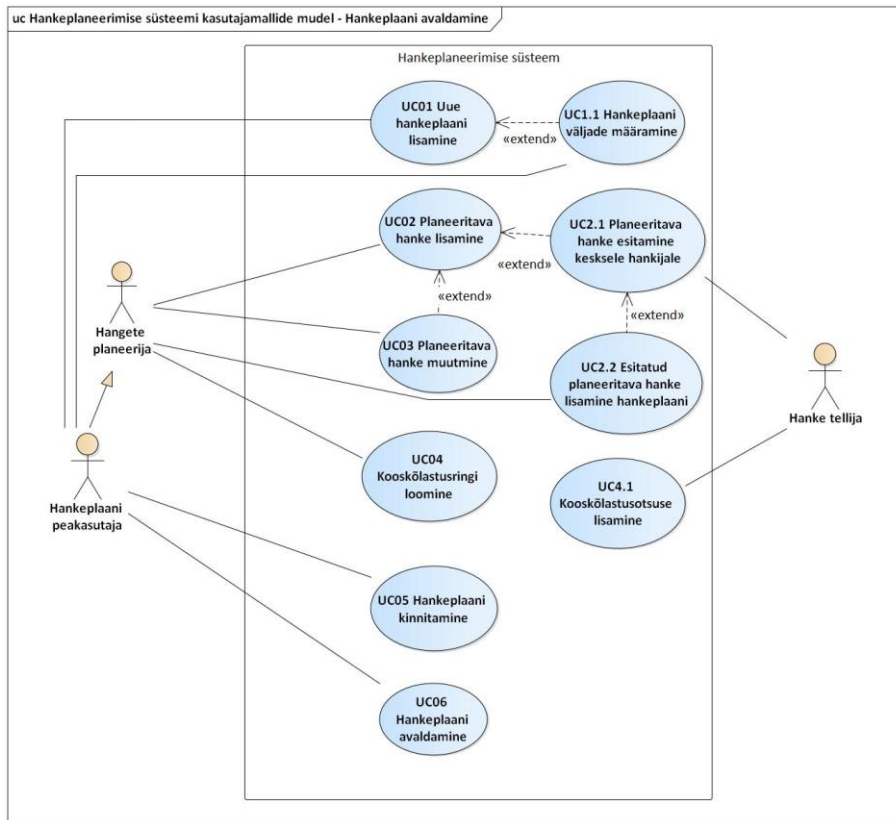 uc Hankeplaneerimise süsteemi kasutajamallide mudel - Hankeplaani avaldamine
Hankeplaneerimise süsteem
UC01 Uue
hankeplaani
lisamine
«extend»
UC1.1 Hankeplaani
väljade määramine
UC02 Planeeritava
hanke lisamine
«extend»
UC2.1 Planeeritava
hanke esitamine
kesksele hankijale
«extend»
«extend»
Hangete
planeerija
UC03 Planeeritava
hanke muutmine
UC2.2 Esitatud
planeeritava hanke
lisamine hankeplaani
Hanke tellija
Hankeplaani
peakasutaja
UC04
Kooskõlastusringi
loomine
UC4.1
Kooskõlastusotsuse
lisamine
UC05 Hankeplaani
kinnitamine
UC06
Hankeplaani
avaldamine